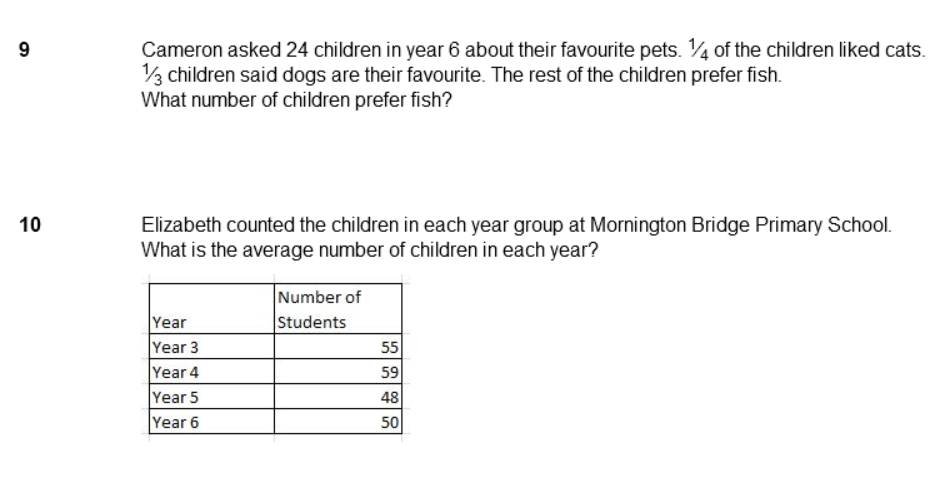 9 Cameron asked 24 children in year 6 about their favourite pets. ¼ of the children liked cats.
⅓ children said dogs are their favourite. The rest of the children prefer fish.
What number of children prefer fish?
10 Elizabeth counted the children in each year group at Mornington Bridge Primary School.
What is the average number of children in each year?
Year Number of Students
Year 3 55
Year 4 59
Year 5 48
Year 6 50